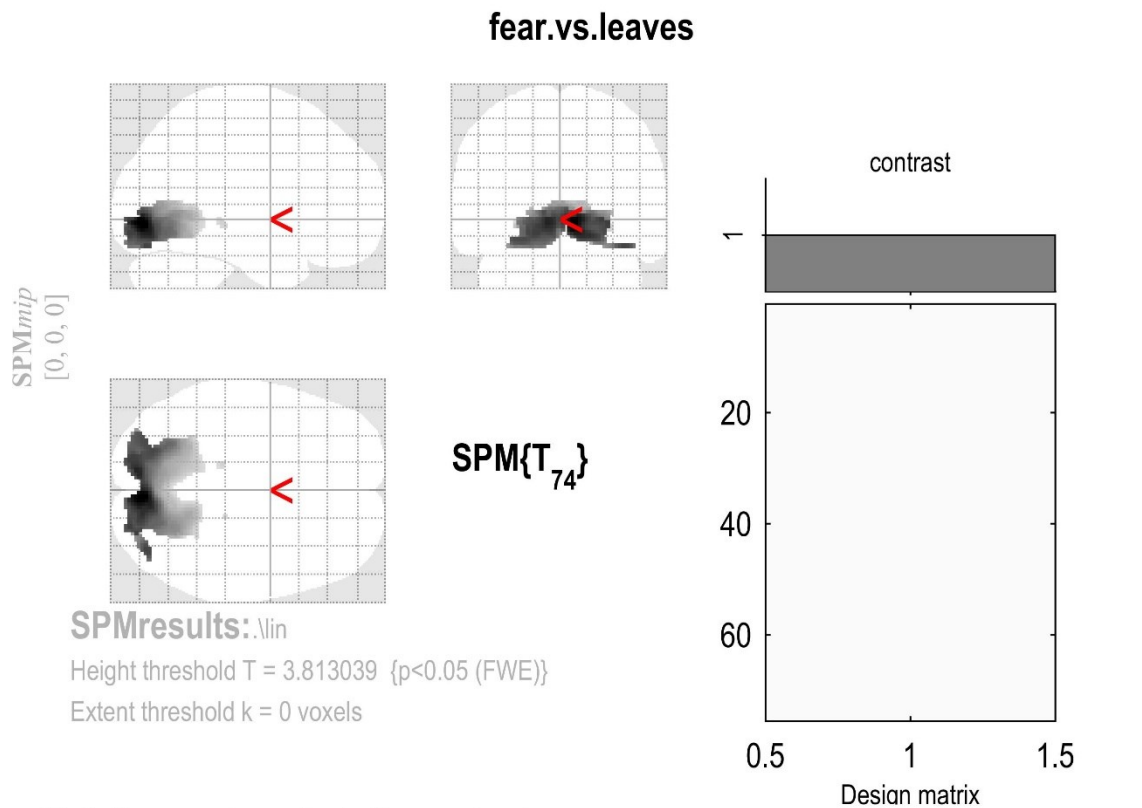 fear.vs.leaves
contrast
1
SPMmip
[0, 0, 0]
<
<
<
SPM{T74}
20
40
60
0.5 1 1.5
Design matrix
SPMresults:.\lin
Height threshold T = 3.813039 {p<0.05 (FWE)}
Extent threshold k = 0 voxels